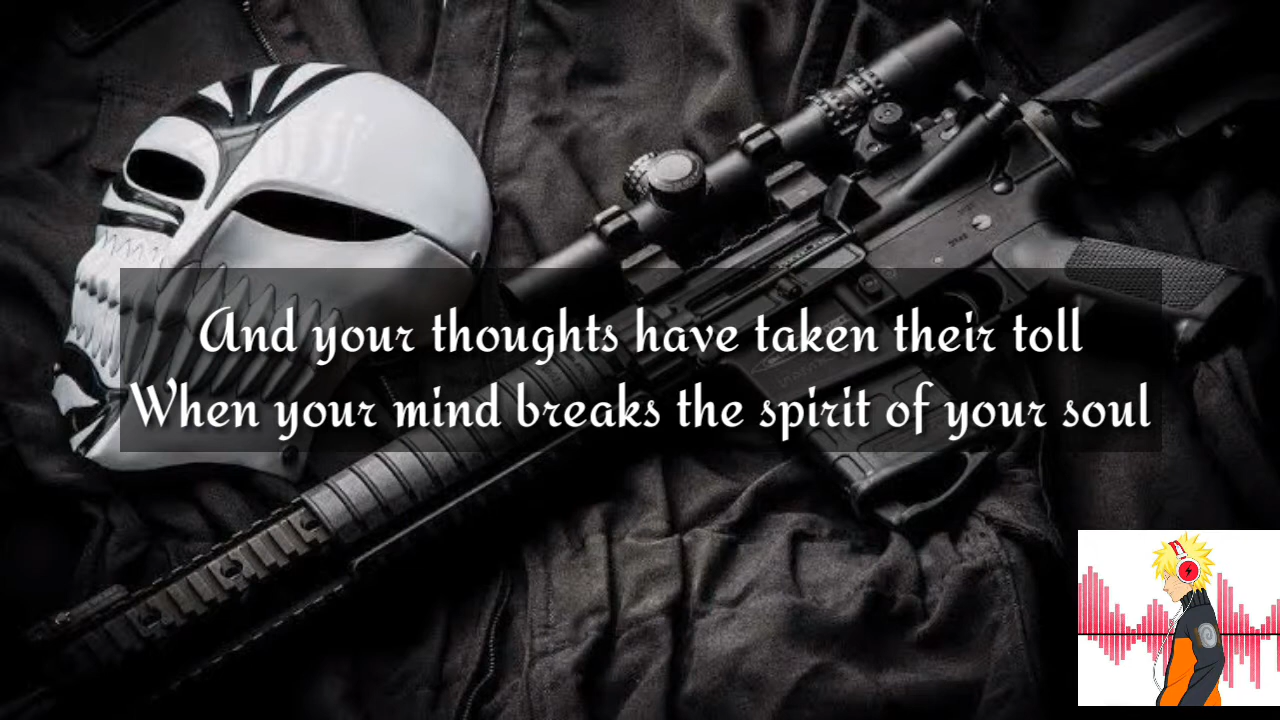 And your thoughts have taken their toll
When your mind breaks the spirit of your soul